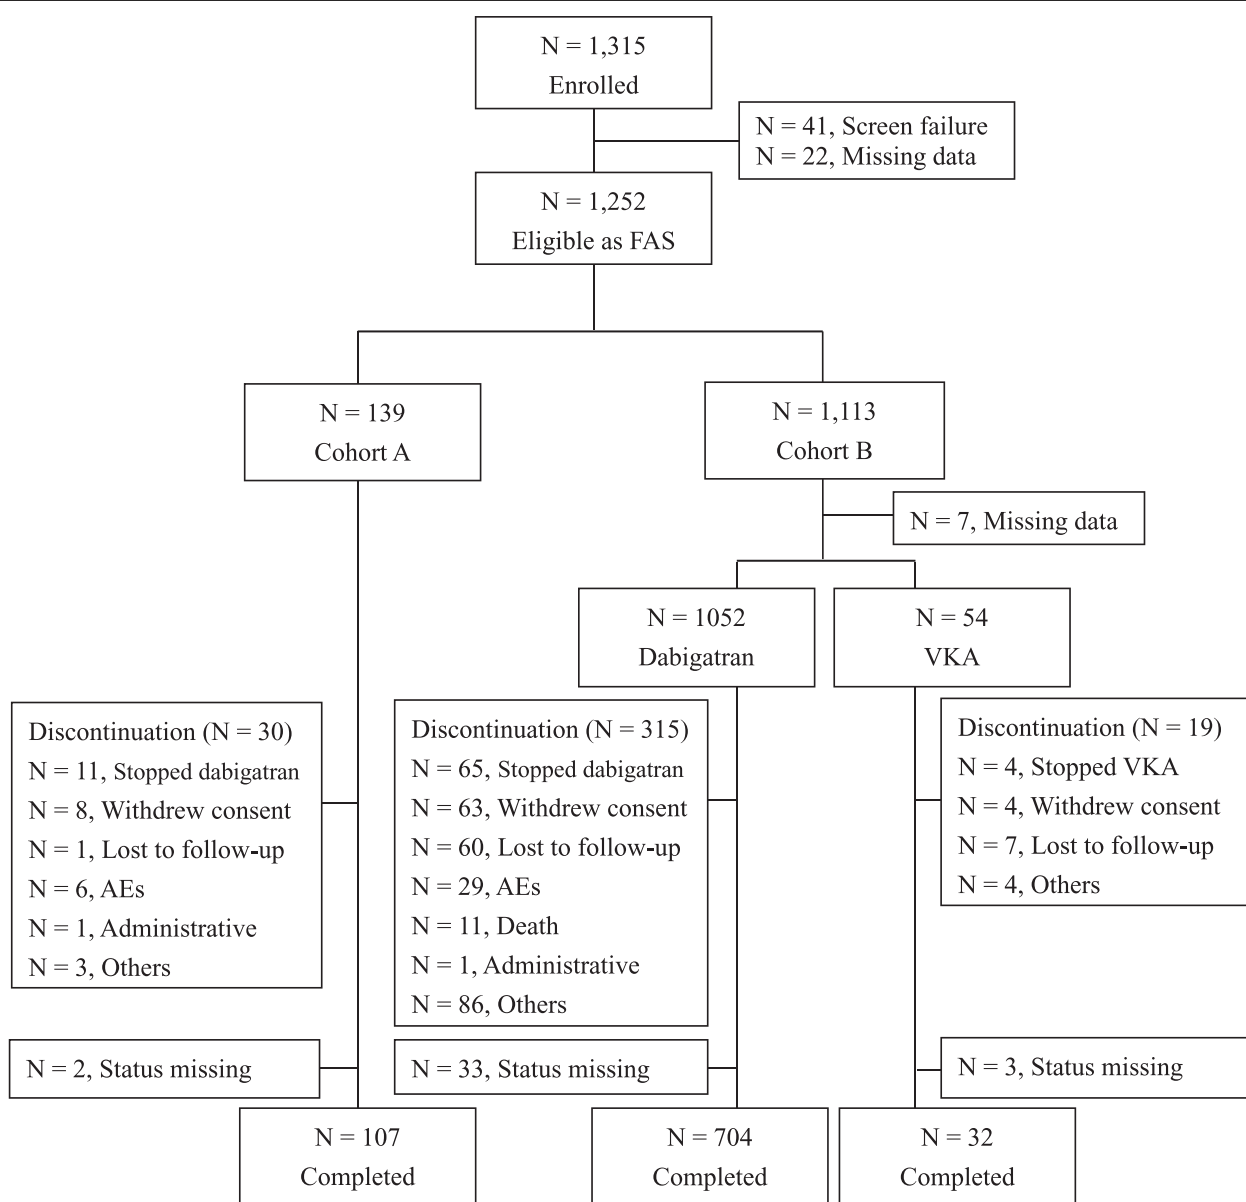 N = 1,315
Enrolled
N = 41, Screen failure
N = 22, Missing data
N = 1,252
Eligible as FAS
N = 139
Cohort A
N = 1,113
Cohort B
N = 7, Missing data
N = 1052
Dabigatran
N = 54
VKA
Discontinuation (N = 30)
N = 11, Stopped dabigatran
N = 8, Withdrew consent
N = 1, Lost to follow-up
N = 6, AEs
N = 1, Administrative
N = 3, Others
Discontinuation (N = 315)
N = 65, Stopped dabigatran
N = 63, Withdrew consent
N = 60, Lost to follow-up
N = 29, AEs
N = 11, Death
N = 1, Administrative
N = 86, Others
Discontinuation (N = 19)
N = 4, Stopped VKA
N = 4, Withdrew consent
N = 7, Lost to follow-up
N = 4, Others
N = 2, Status missing
N = 33, Status missing
N = 3, Status missing
N = 107
Completed
N = 704
Completed
N = 32
Completed